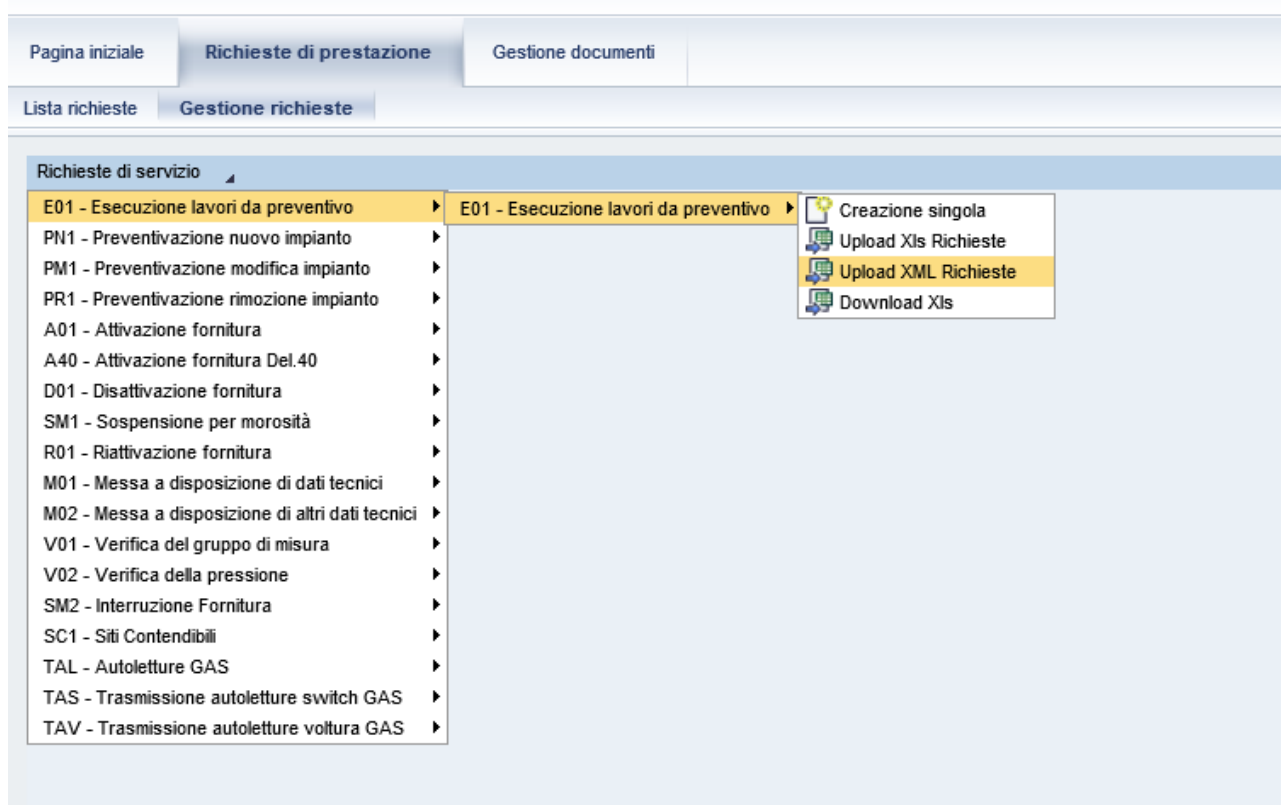 Pagina iniziale Richieste di prestazione Gestione documenti
Lista richieste Gestione richieste
Richieste di servizio
E01 - Esecuzione lavori da preventivo E01 - Esecuzione lavori da preventivo Creazione singola
PN1 - Preventivazione nuovo impianto Upload Xls Richieste
PM1 - Preventivazione modifica impianto Upload XML Richieste
PR1 - Preventivazione rimozione impianto Download Xls
A01 - Attivazione fornitura
A40 - Attivazione fornitura Del.40
D01 - Disattivazione fornitura
SM1 - Sospensione per morosità
R01 - Riattivazione fornitura
M01 - Messa a disposizione di dati tecnici
M02 - Messa a disposizione di altri dati tecnici
V01 - Verifica del gruppo di misura
V02 - Verifica della pressione
SM2 - Interruzione Fornitura
SC1 - Siti Contendibili
TAL - Autoletture GAS
TAS - Trasmissione autoletture switch GAS
TAV - Trasmissione autoletture voltura GAS